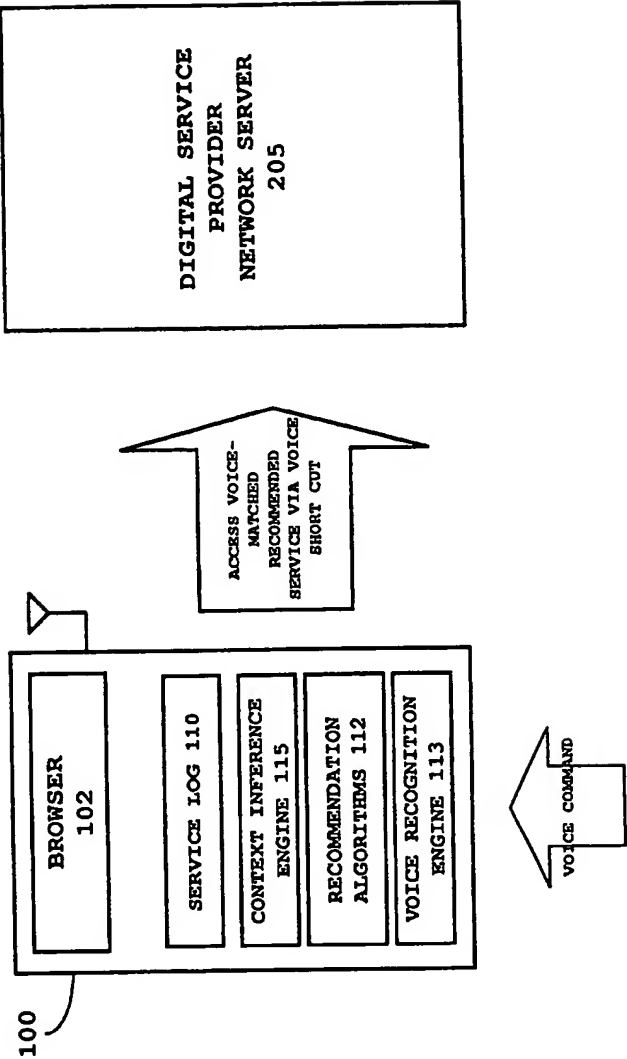 100
BROWSER
102
SERVICE LOG 110
CONTEXT INFERENCE
ENGINE 115
RECOMMENDATION
ALGORITHMS 112
VOICE RECOGNITION
ENGINE 113
VOICE COMMAND
ACCESS VOICE-
MATCHED
RECOMMENDED
SERVICE VIA VOICE
SHORT CUT
DIGITAL SERVICE
PROVIDER
NETWORK SERVER
205